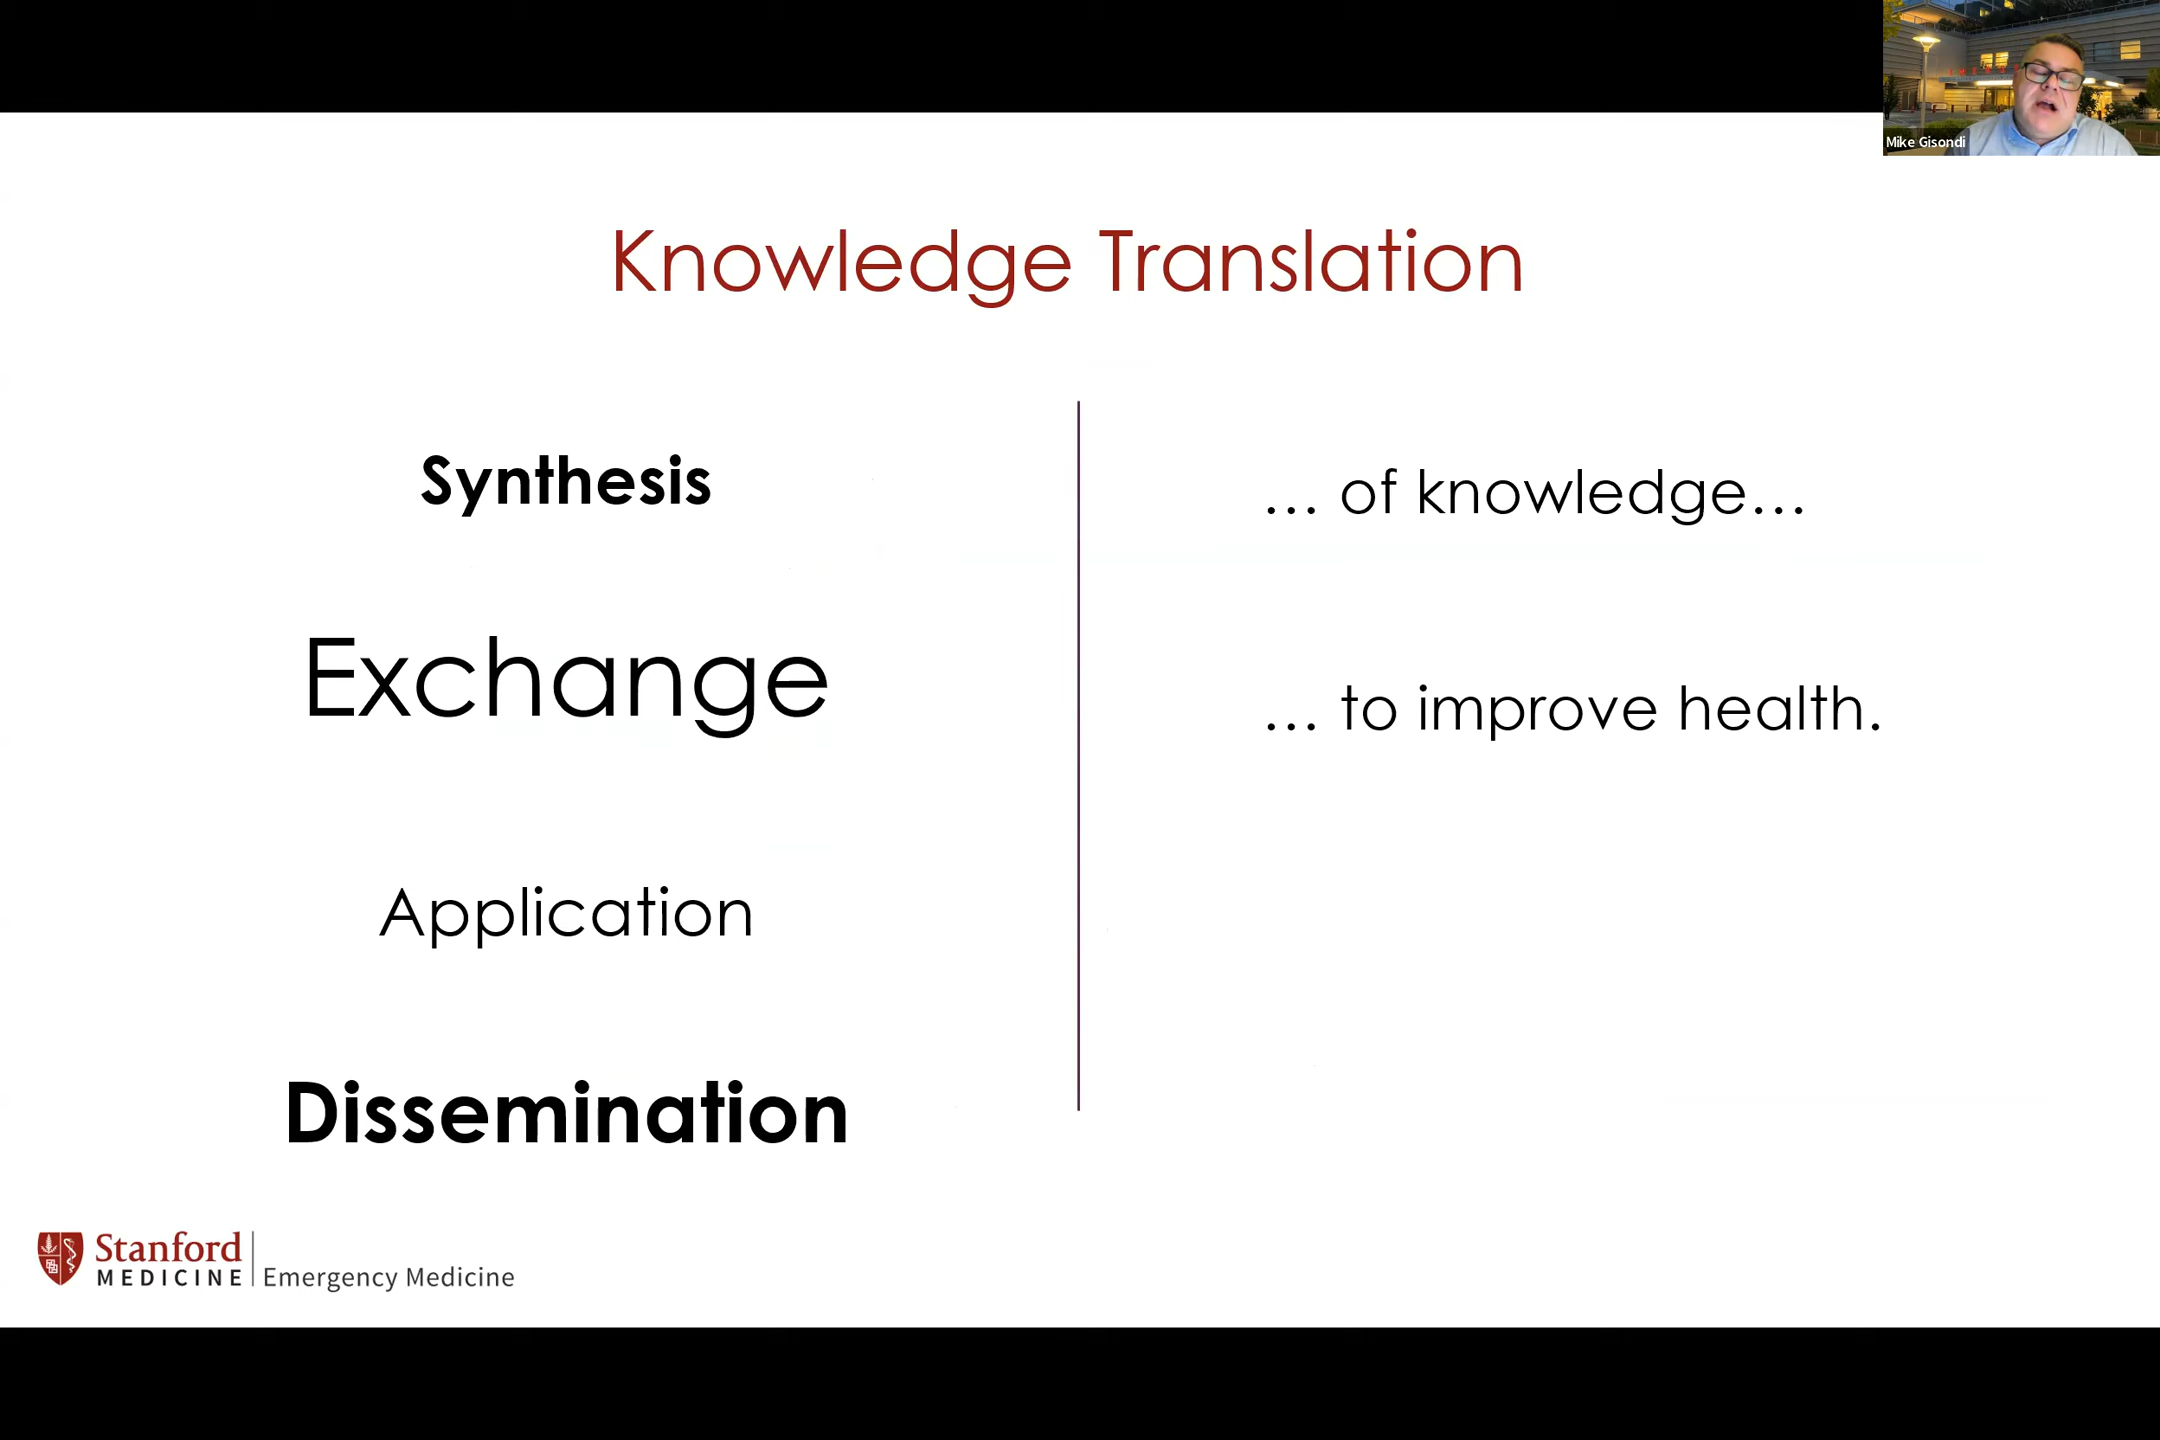 Mike Gisondi
Knowledge Translation
Synthesis
Exchange
Application
Dissemination
… of knowledge…
… to improve health.
Stanford
MEDICINE
Emergency Medicine